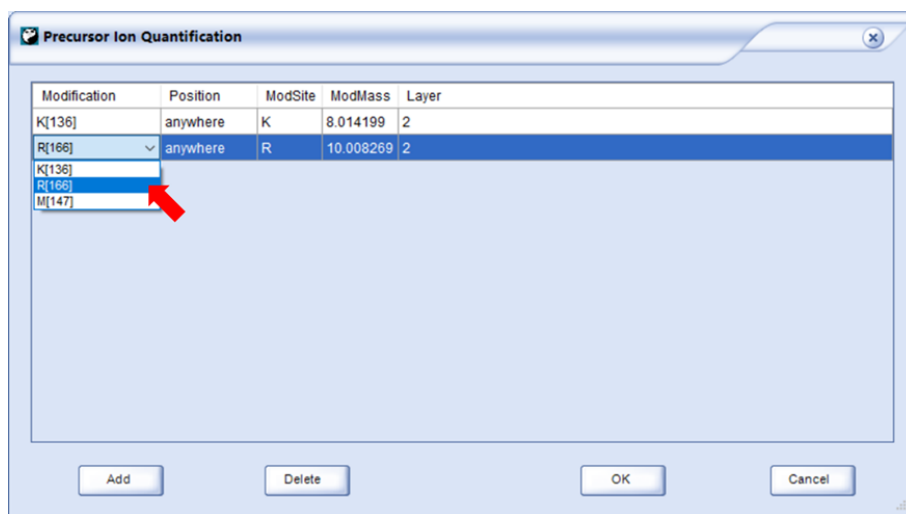 Precursor Ion Quantification
Modification Position ModSite ModMass Layer
K[136] anywhere K 8.014199 2
R[166] anywhere R 10.008269 2
K[136]
R[166]
M[147]
Add Delete OK Cancel